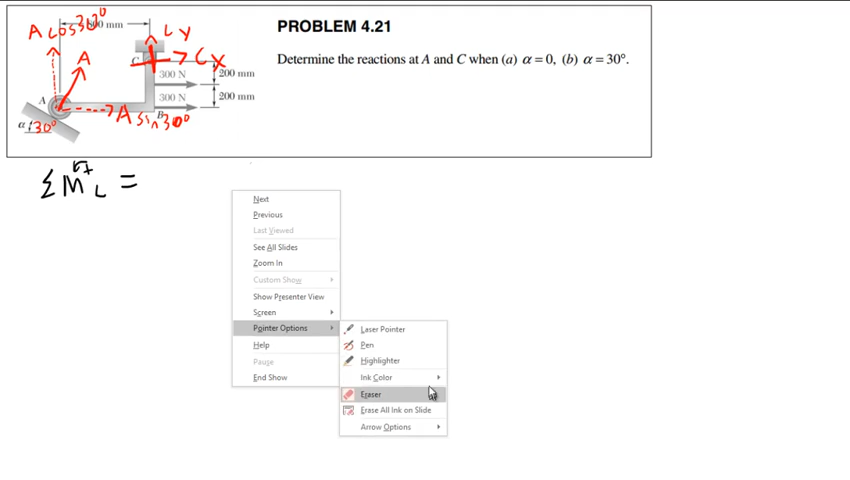 PROBLEM 4.21
Determine the reactions at A and C when (a) α = 0, (b) α = 30°.
A cos30°
800 mm
A
Cy
C
Cx
300 N
200 mm
A
300 N
200 mm
B
A sin30°
α 30°
ΣM C + =
Next
Previous
Last Viewed
See All Slides
Zoom In
Custom Show
Show Presenter View
Screen
Pointer Options
Help
Pause
End Show
Laser Pointer
Pen
Highlighter
Ink Color
Eraser
Erase All Ink on Slide
Arrow Options